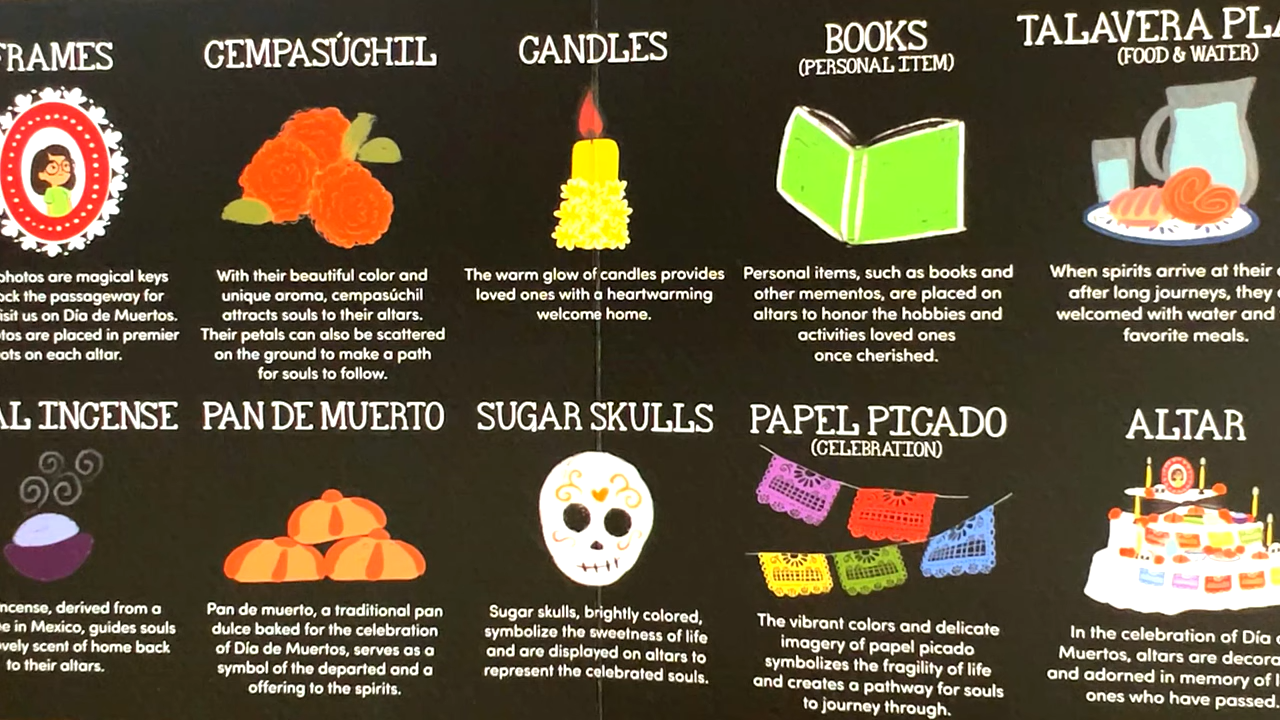 FRAMES
photos are magical keys
the passageway for
visit us on Día de Muertos.
are placed in premier
on each altar.
CEMPASÚCHIL
With their beautiful color and
unique aroma, cempasúchil
attracts souls to their altars.
Their petals can also be scattered
on the ground to make a path
for souls to follow.
CANDLES
The warm glow of candles provides
loved ones with a heartwarming
welcome home.
BOOKS
(PERSONAL ITEM)
Personal items, such as books and
other mementos, are placed on
altars to honor the hobbies and
activities loved ones
once cherished.
TALAVERA
(FOOD & WATER)
When spirits arrive at their
after long journeys, they
welcomed with water and
favorite meals.
INCENSE
incense, derived from a
in Mexico, guides souls
scent of home back
to their altars.
PAN DE MUERTO
Pan de muerto, a traditional pan
dulce baked for the celebration
of Día de Muertos, serves as a
symbol of the departed and a
offering to the spirits.
SUGAR SKULLS
Sugar skulls, brightly colored,
symbolize the sweetness of life
and are displayed on altars to
represent the celebrated souls.
PAPEL PICADO
(CELEBRATION)
The vibrant colors and delicate
imagery of papel picado
symbolizes the fragility of life
and creates a pathway for souls
to journey through.
ALTAR
In the celebration of Día
Muertos, altars are
and adorned in memory of
ones who have passed.